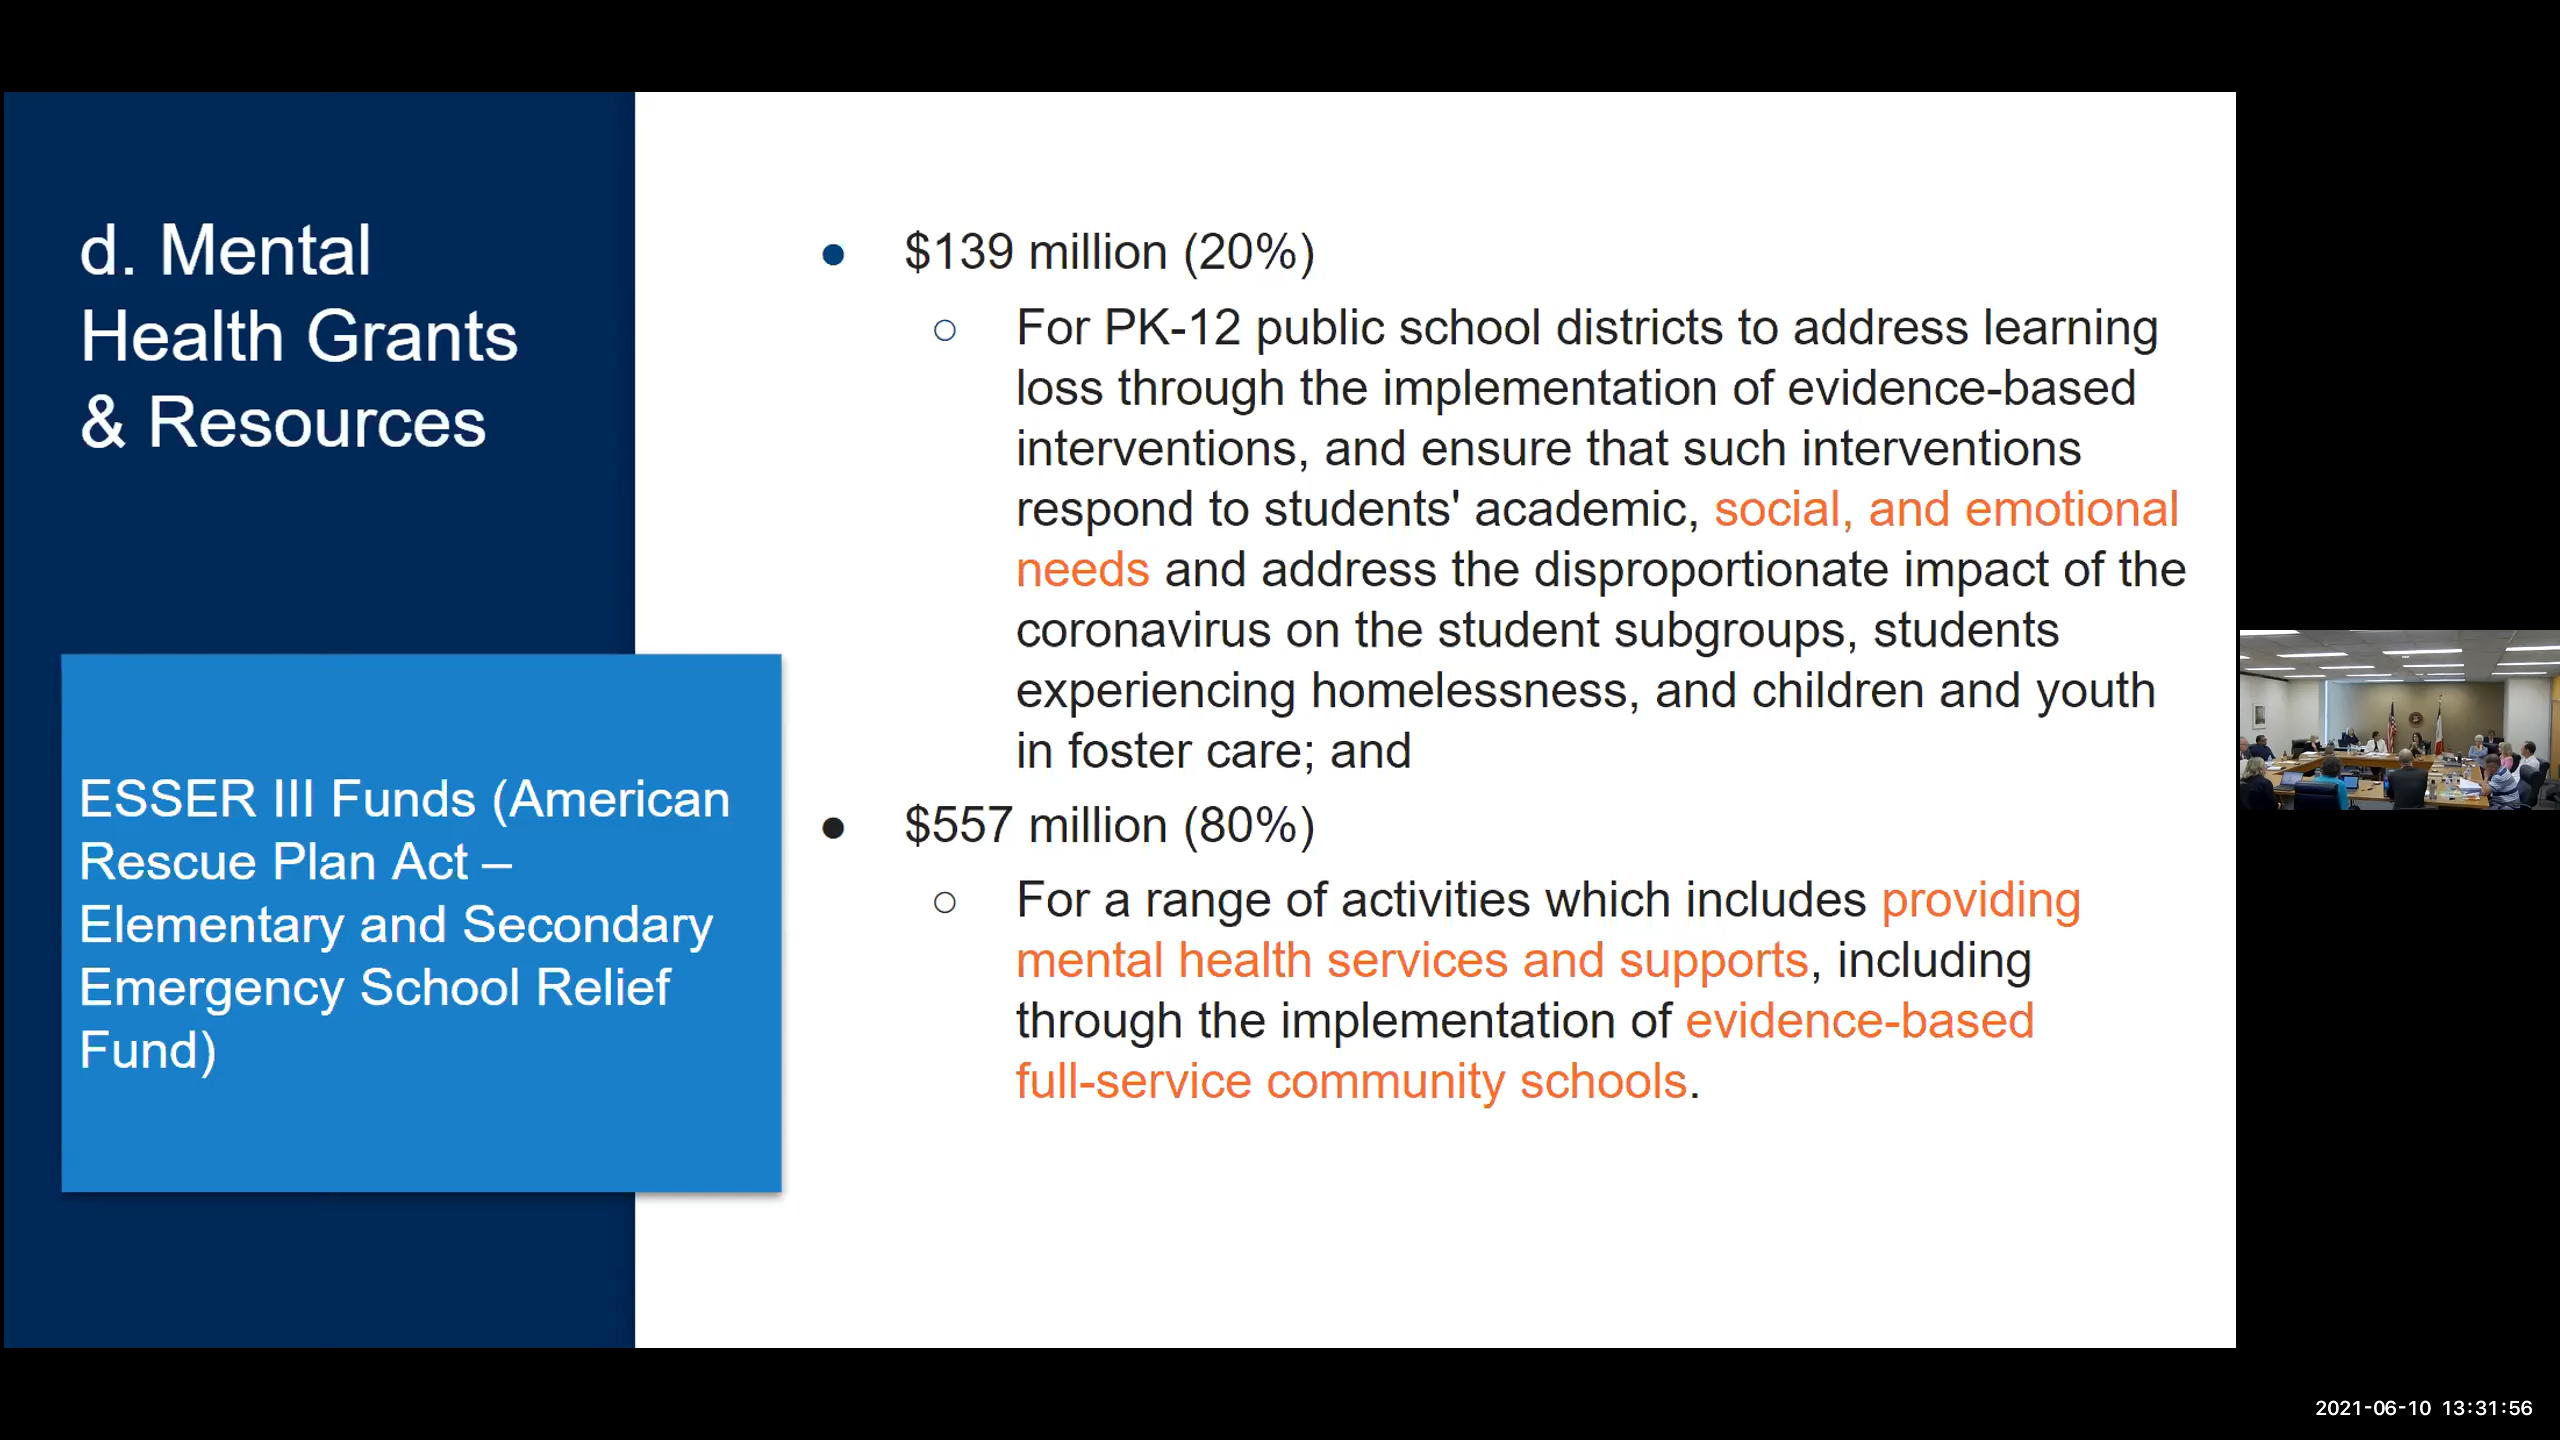 d. Mental
Health Grants
& Resources
ESSER III Funds (American
Rescue Plan Act –
Elementary and Secondary
Emergency School Relief
Fund)
● $139 million (20%)
○ For PK-12 public school districts to address learning
loss through the implementation of evidence-based
interventions, and ensure that such interventions
respond to students' academic, social, and emotional
needs and address the disproportionate impact of the
coronavirus on the student subgroups, students
experiencing homelessness, and children and youth
in foster care; and
● $557 million (80%)
○ For a range of activities which includes providing
mental health services and supports, including
through the implementation of evidence-based
full-service community schools.
2021-06-10 13:31:56